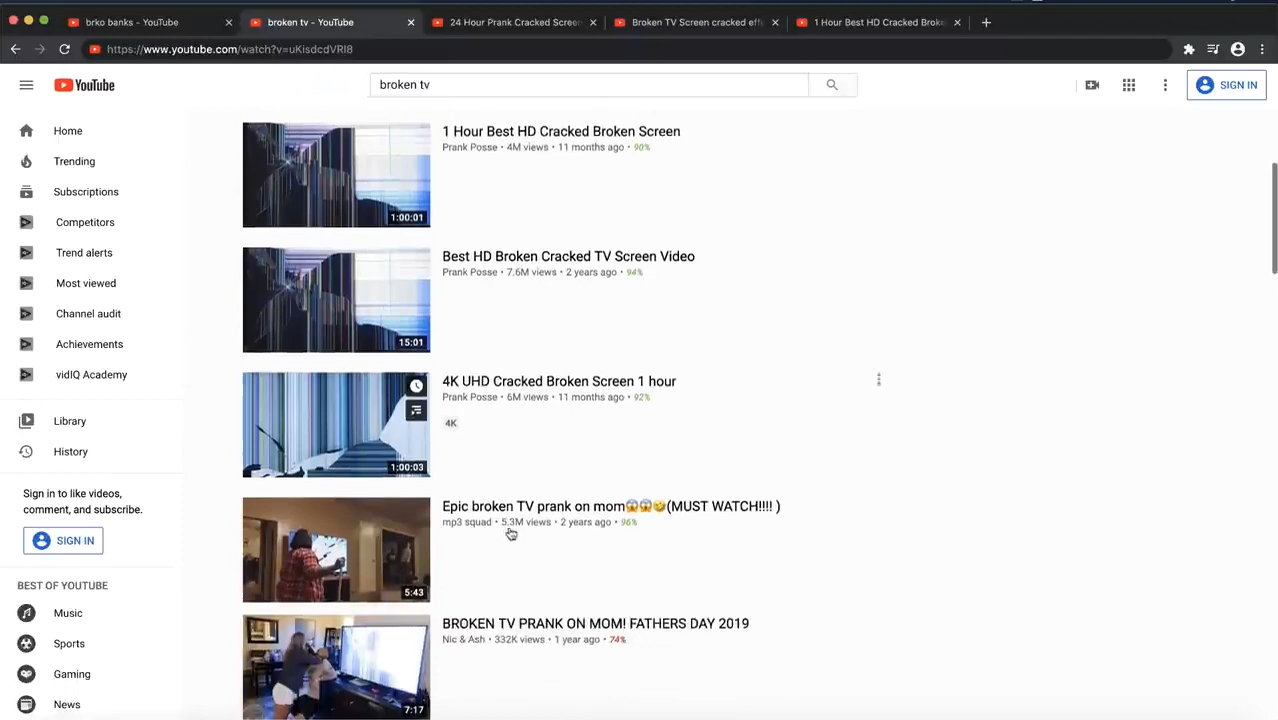 brko banks - YouTube
broken tv - YouTube
24 Hour Prank Cracked Screen
Broken TV Screen cracked eff
1 Hour Best HD Cracked Broke
https://www.youtube.com/watch?v=uKisdcdVRl8
YouTube
broken tv
SIGN IN
Home
Trending
Subscriptions
Competitors
Trend alerts
Most viewed
Channel audit
Achievements
vidIQ Academy
Library
History
Sign in to like videos,
comment, and subscribe.
SIGN IN
BEST OF YOUTUBE
Music
Sports
Gaming
News
1 Hour Best HD Cracked Broken Screen
Prank Posse • 4M views • 11 months ago • 90%
1:00:01
Best HD Broken Cracked TV Screen Video
Prank Posse • 7.6M views • 2 years ago • 94%
15:01
4K UHD Cracked Broken Screen 1 hour
Prank Posse • 6M views • 11 months ago • 92%
4K
1:00:03
Epic broken TV prank on mom😱😱🤣(MUST WATCH!!!! )
mp3 squad • 5.3M views • 2 years ago • 96%
5:43
BROKEN TV PRANK ON MOM! FATHERS DAY 2019
Nic & Ash • 332K views • 1 year ago • 74%
7:17